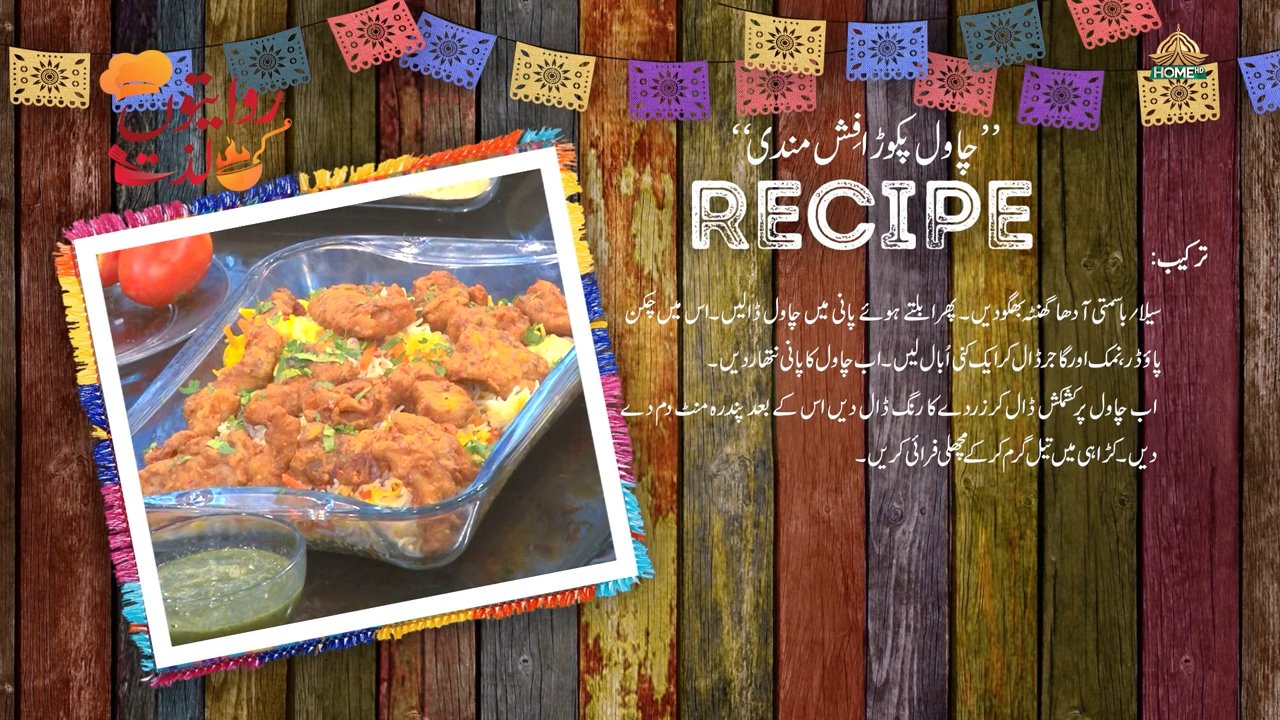 روایتوں
کی لذت
HOME HD
”چاول پکوڑا فِش مندی“
RECIPE
ترکیب:
سیلا/باسمتی آدھا گھنٹہ بھگودیں۔ پھر ابلتے ہوئے پانی میں چاول ڈالیں۔اس میں چکن
پاؤڈر،نمک اور گاجر ڈال کر ایک کنی اُبال لیں۔اب چاول کا پانی نتھار دیں۔
اب چاول پر کشمش ڈال کر زردے کا رنگ ڈال دیں اس کے بعد پندرہ منٹ دم دے
دیں۔کڑاہی میں تیل گرم کر کے مچھلی فرائی کریں۔